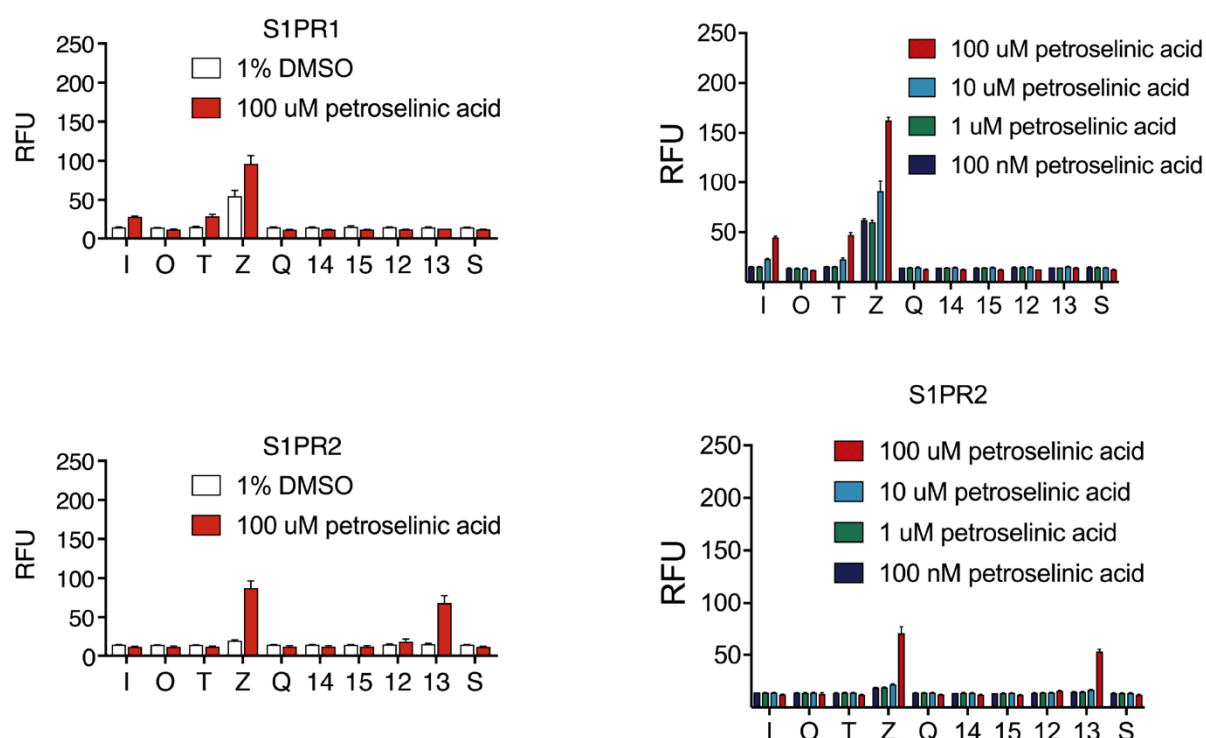 S1PR1
250
200
150
100
50
0
RFU
1% DMSO
100 uM petroselinic acid
I O T Z Q 14 15 12 13 S
250
200
150
100
50
RFU
100 uM petroselinic acid
10 uM petroselinic acid
1 uM petroselinic acid
100 nM petroselinic acid
I O T Z Q 14 15 12 13 S
S1PR2
250
200
150
100
50
0
RFU
1% DMSO
100 uM petroselinic acid
I O T Z Q 14 15 12 13 S
S1PR2
250
200
150
100
50
RFU
100 uM petroselinic acid
10 uM petroselinic acid
1 uM petroselinic acid
100 nM petroselinic acid
I O T Z Q 14 15 12 13 S